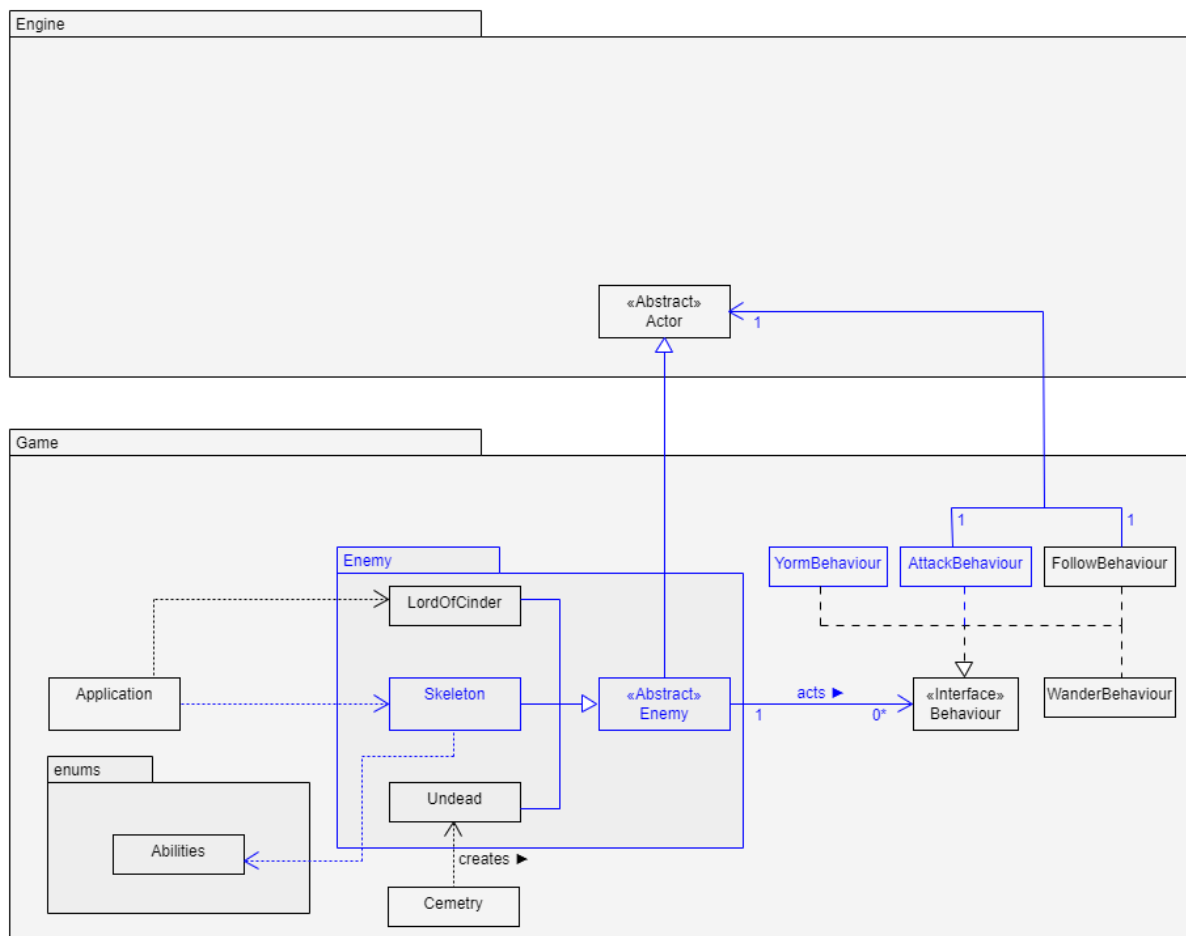 Engine
«Abstract»
Actor
1
Game
1
1
Enemy
YormBehaviour
AttackBehaviour
FollowBehaviour
LordOfCinder
Application
Skeleton
«Abstract»
Enemy
acts ►
1
0*
«Interface»
Behaviour
WanderBehaviour
enums
Undead
Abilities
creates ►
Cemetry